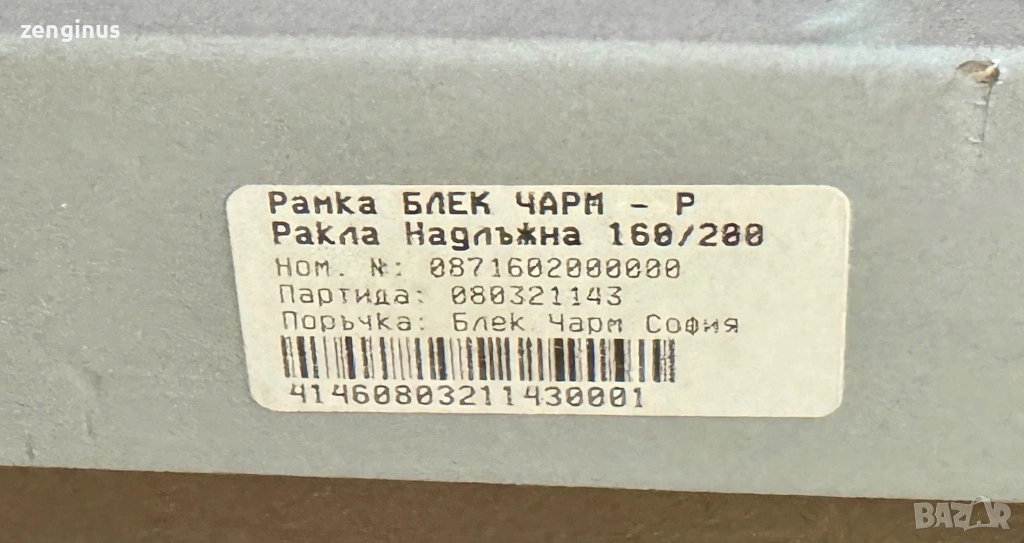 zenginus
Рамка БЛЕК ЧАРМ - Р
Ракла Надлъжна 160/200
Ном. №: 0871602000000
Партида: 080321143
Поръчка: Блек Чарм София
41460803211430001
BAZAR